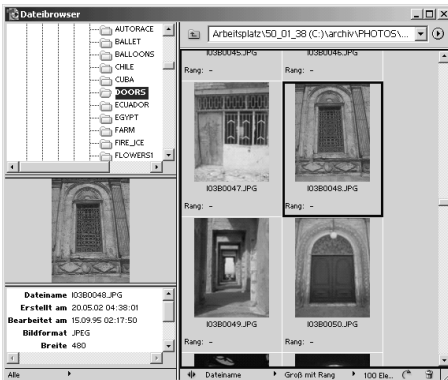 Dateibrowser
AUTORACE
BALLET
BALLOONS
CHILE
CUBA
DOORS
ECUADOR
EGYPT
FARM
FIRE_ICE
FLOWERS1
Dateiname I03B0048.JPG
Erstellt am 20.05.02 04:38:01
Bearbeitet am 15.09.95 02:17:50
Bildformat JPEG
Breite 480
Alle
Arbeitsplatz\50_01_38 (C:)\archiv\PHOTOS\...
I03B0045.JPG I03B0046.JPG
Rang: - Rang: -
I03B0047.JPG I03B0048.JPG
Rang: - Rang: -
I03B0049.JPG I03B0050.JPG
Rang: - Rang: -
Dateiname Groß mit Rang 100 Ele...